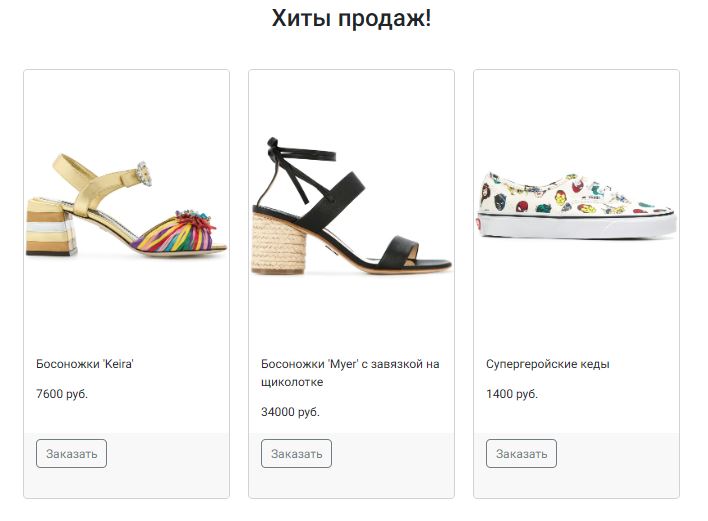 Хиты продаж!
Босоножки 'Keira'
7600 руб.
Заказать
Босоножки 'Myer' с завязкой на
щиколотке
34000 руб.
Заказать
Супергеройские кеды
1400 руб.
Заказать